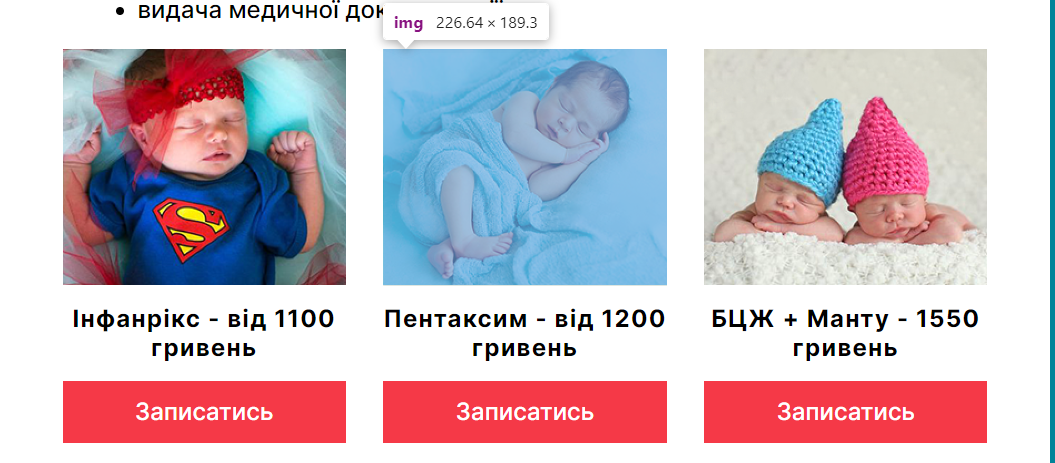 видача медичної
img 226.64 × 189.3
Інфанрікс - від 1100
гривень
Пентаксим - від 1200
гривень
БЦЖ + Манту - 1550
гривень
Записатись
Записатись
Записатись